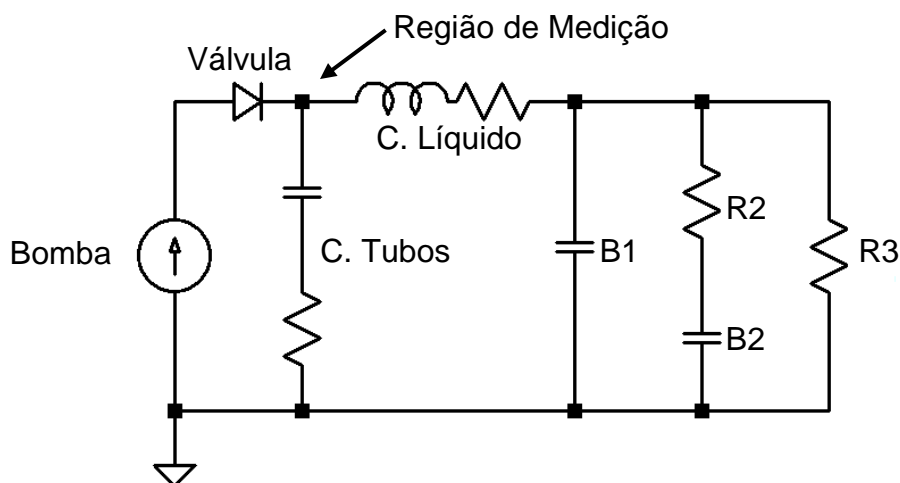 Região de Medição
Válvula
C. Líquido
Bomba
C. Tubos
B1
R2
B2
R3